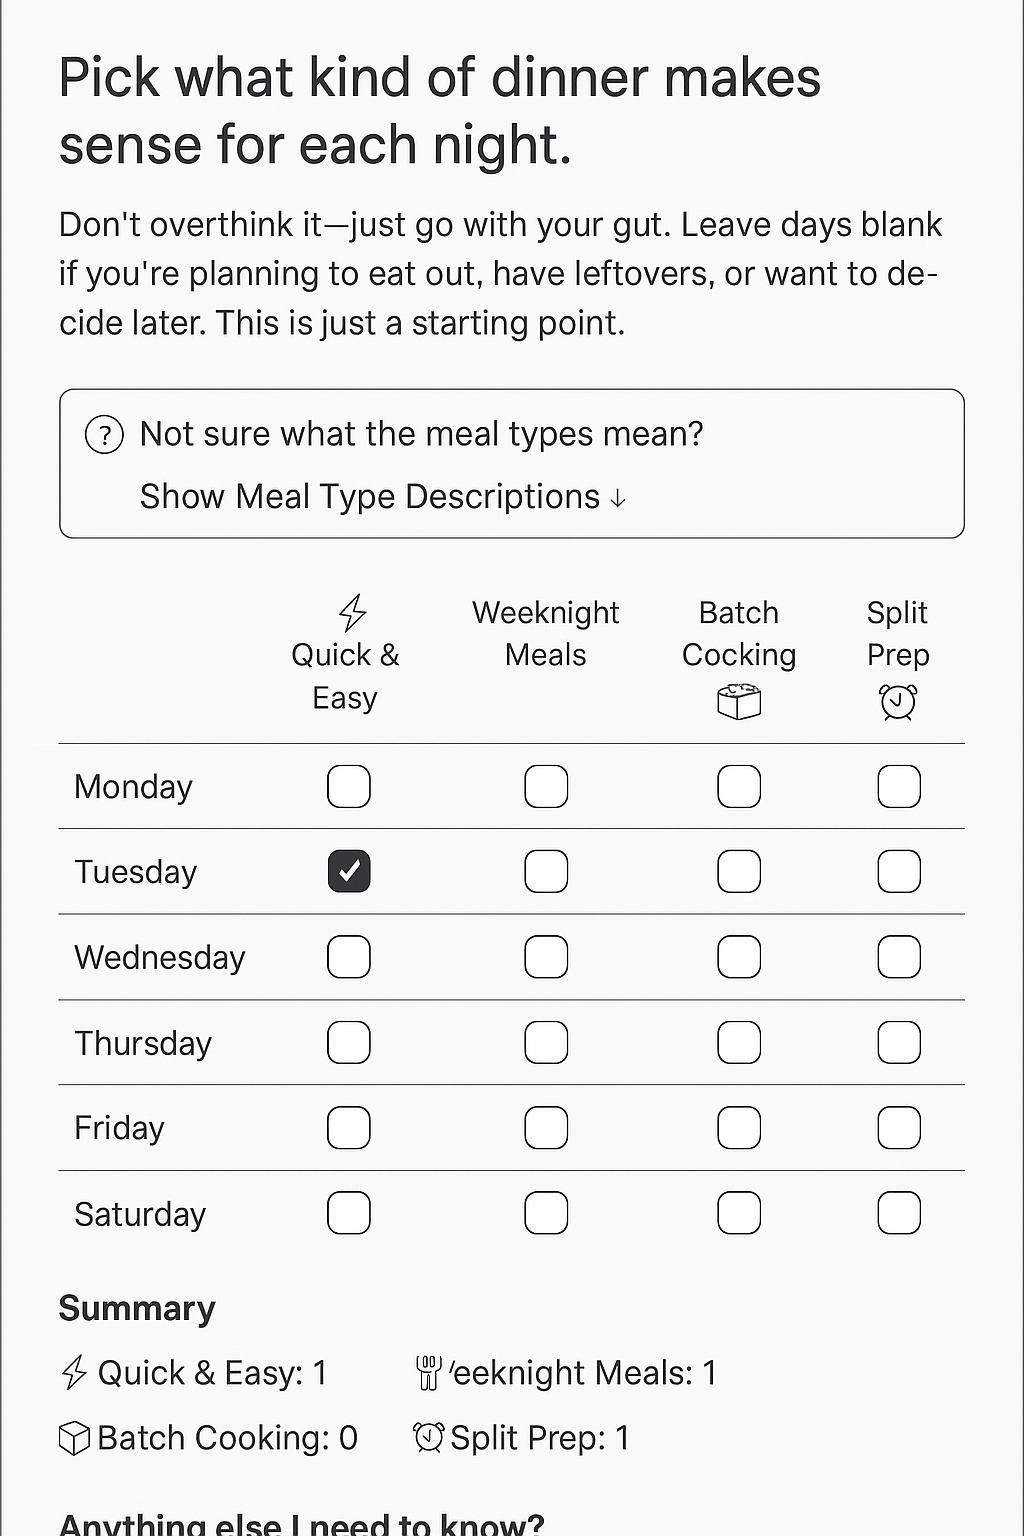 Pick what kind of dinner makes
sense for each night.
Don't overthink it—just go with your gut. Leave days blank
if you're planning to eat out, have leftovers, or want to de-
cide later. This is just a starting point.
? Not sure what the meal types mean?
Show Meal Type Descriptions ↓
Quick & Easy
Weeknight Meals
Batch Cocking
Split Prep
Monday
Tuesday
Wednesday
Thursday
Friday
Saturday
Summary
Quick & Easy: 1 ′eeknight Meals: 1
Batch Cooking: 0 Split Prep: 1
Anything else I need to know?